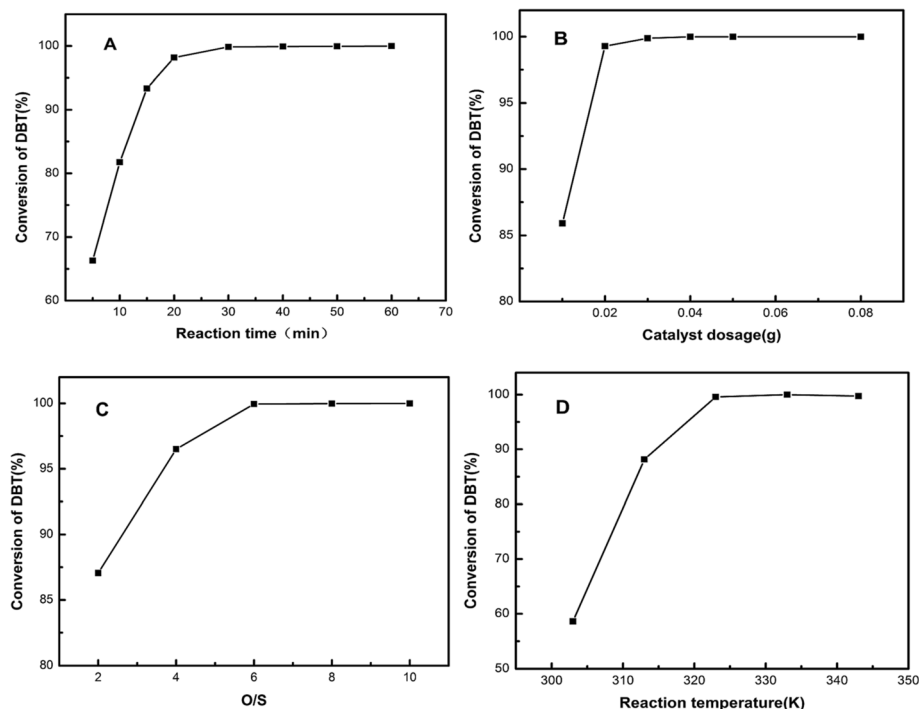 A
Conversion of DBT(%)
100
90
80
70
60
10 20 30 40 50 60 70
Reaction time（min）
B
Conversion of DBT(%)
100
95
90
85
80
0.02 0.04 0.06 0.08
Catalyst dosage(g)
C
Conversion of DBT(%)
100
95
90
85
80
2 4 6 8 10
O/S
D
Conversion of DBT(%)
100
90
80
70
60
50
300 310 320 330 340 350
Reaction temperature(K)